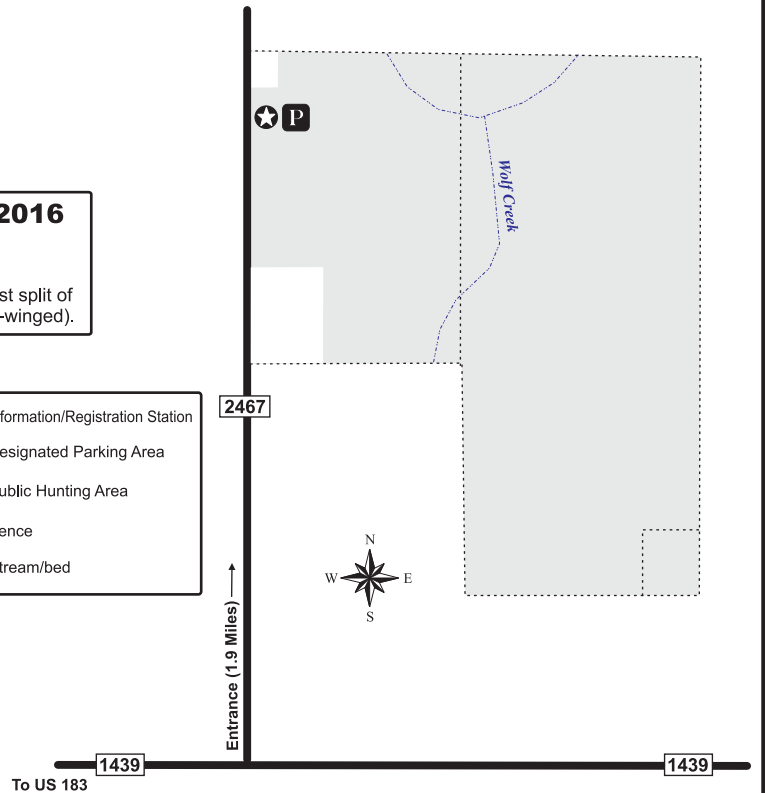 2016
st split of
-winged).
formation/Registration Station
esignated Parking Area
ublic Hunting Area
ence
tream/bed
P
Wolf Creek
2467
N
W E
S
Entrance (1.9 Miles)
1439
1439
To US 183